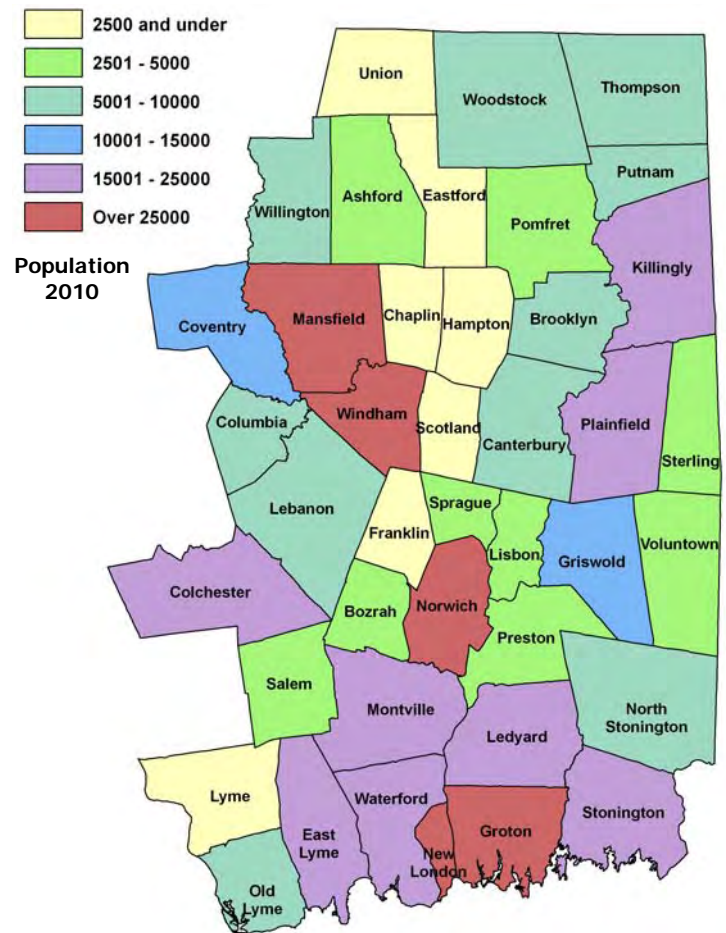 2500 and under
2501 - 5000
5001 - 10000
10001 - 15000
15001 - 25000
Over 25000
Population
2010
Union
Woodstock
Thompson
Putnam
Willington
Ashford
Eastford
Pomfret
Killingly
Coventry
Mansfield
Chaplin
Hampton
Brooklyn
Columbia
Windham
Scotland
Canterbury
Plainfield
Sterling
Lebanon
Franklin
Sprague
Lisbon
Griswold
Voluntown
Colchester
Bozrah
Norwich
Preston
Salem
Montville
Ledyard
North
Stonington
Lyme
East
Lyme
Waterford
New
London
Groton
Stonington
Old
Lyme